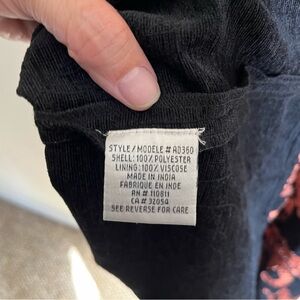 STYLE / MODELE # AD360
SHELL: 100% POLYESTER
LINING: 100% VISCOSE
MADE IN INDIA
FABRIQUE EN INDE
RN # 110811
CA # 32054
SEE REVERSE FOR CARE